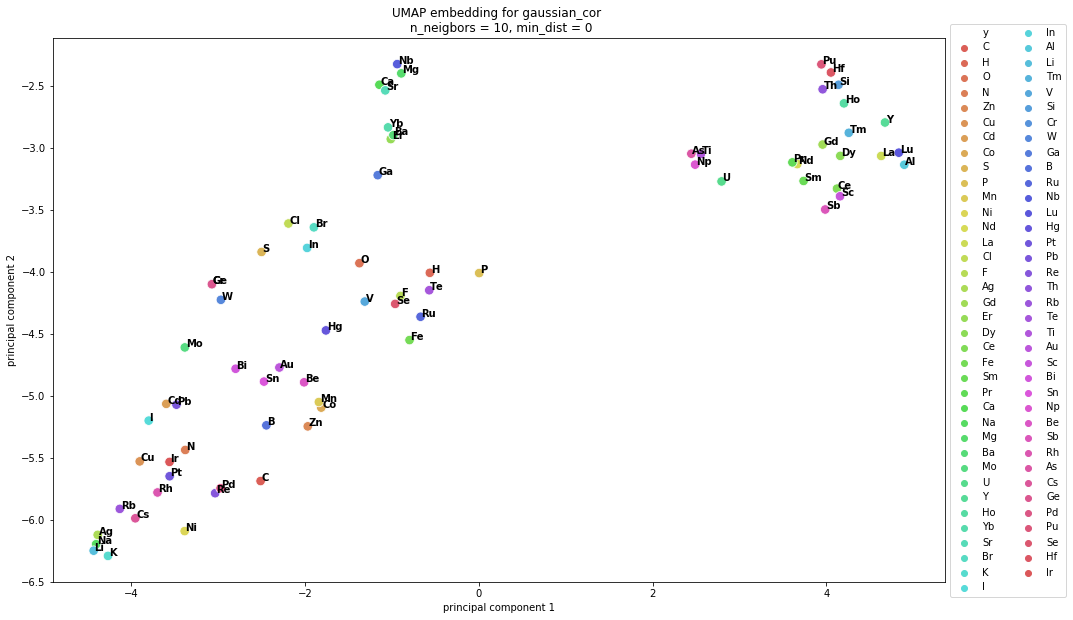 UMAP embedding for gaussian_cor
n_neigbors = 10, min_dist = 0
principal component 2
−2.5
−3.0
−3.5
−4.0
−4.5
−5.0
−5.5
−6.0
−6.5
Nb
Mg
Ca
Sr
Yb
Ba
Er
Ga
Cl
Br
S
In
O
H
P
Ge
W
V
F
Se
Te
Ru
Hg
Fe
Mo
Bi
Au
Sn
Be
Cd
Pb
Mn
Co
I
B
Zn
Cu
N
Ir
Pt
C
Rh
Pd
Re
Rb
Cs
Ni
Ag
Na
Li
K
Pu
Hf
Th
Si
Ho
Tm
Y
As
Ti
Np
U
Gd
Pr
Nd
Dy
La
Lu
Al
Sm
Ce
Sc
Sb
−4
−2
0
2
4
principal component 1
y
C
H
O
N
Zn
Cu
Cd
Co
S
P
Mn
Ni
Nd
La
Cl
F
Ag
Gd
Er
Dy
Ce
Fe
Sm
Pr
Ca
Na
Mg
Ba
Mo
U
Y
Ho
Yb
Sr
Br
K
I
In
Al
Li
Tm
V
Si
Cr
W
Ga
B
Ru
Nb
Lu
Hg
Pt
Pb
Re
Th
Rb
Te
Ti
Au
Sc
Bi
Sn
Np
Be
Sb
Rh
As
Cs
Ge
Pd
Pu
Se
Hf
Ir